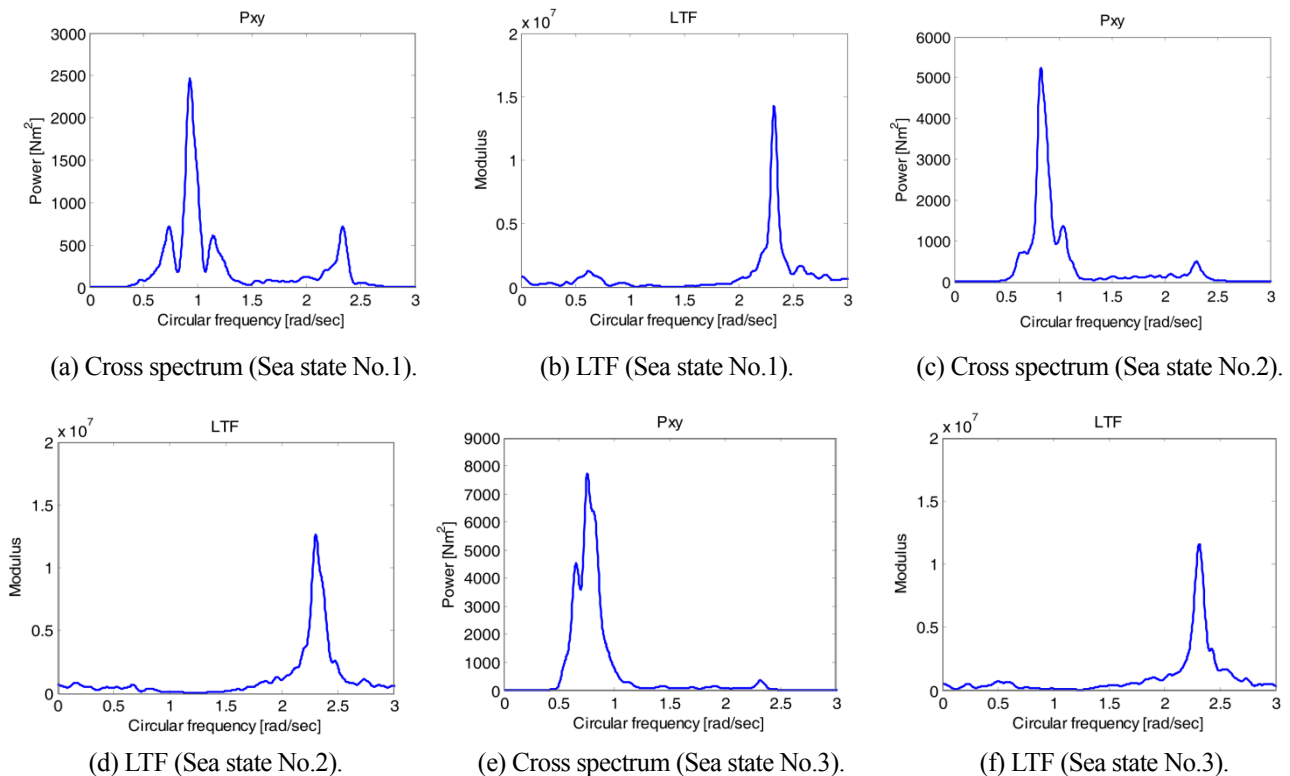 Pxy
3000
2500
2000
1500
1000
500
0
Power [Nm²]
0 0.5 1 1.5 2 2.5 3
Circular frequency [rad/sec]
(a) Cross spectrum (Sea state No.1).
LTF
x 10⁷
2
1.5
1
0.5
0
Modulus
0 0.5 1 1.5 2 2.5 3
Circular frequency [rad/sec]
(b) LTF (Sea state No.1).
Pxy
6000
5000
4000
3000
2000
1000
0
Power [Nm²]
0 0.5 1 1.5 2 2.5 3
Circular frequency [rad/sec]
(c) Cross spectrum (Sea state No.2).
LTF
x 10⁷
2
1.5
1
0.5
0
Modulus
0 0.5 1 1.5 2 2.5 3
Circular frequency [rad/sec]
(d) LTF (Sea state No.2).
Pxy
9000
8000
7000
6000
5000
4000
3000
2000
1000
0
Power [Nm²]
0 0.5 1 1.5 2 2.5 3
Circular frequency [rad/sec]
(e) Cross spectrum (Sea state No.3).
LTF
x 10⁷
2
1.5
1
0.5
0
Modulus
0 0.5 1 1.5 2 2.5 3
Circular frequency [rad/sec]
(f) LTF (Sea state No.3).